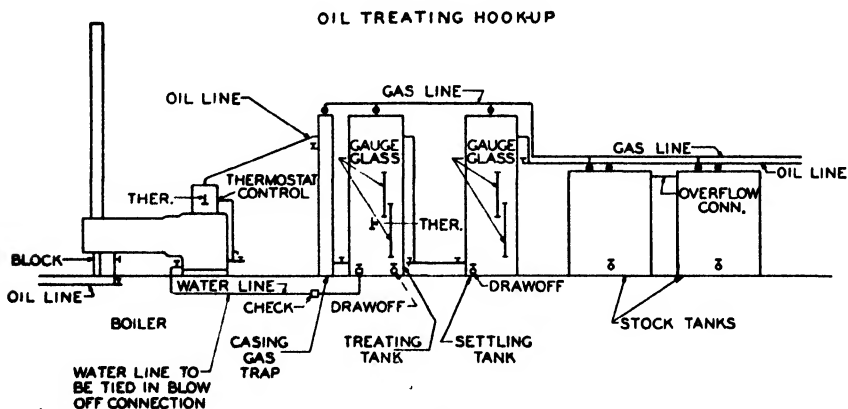 OIL TREATING HOOK-UP
GAS LINE
OIL LINE
GAUGE
GLASS
GAUGE
GLASS
GAS LINE
OIL LINE
THERMOSTAT
CONTROL
THER.
THER.
OVERFLOW
CONN.
BLOCK
OIL LINE
WATER LINE
CHECK
DRAWOFF
DRAWOFF
BOILER
CASING
GAS
TRAP
TREATING
TANK
SETTLING
TANK
STOCK TANKS
WATER LINE TO
BE TIED IN BLOW
OFF CONNECTION